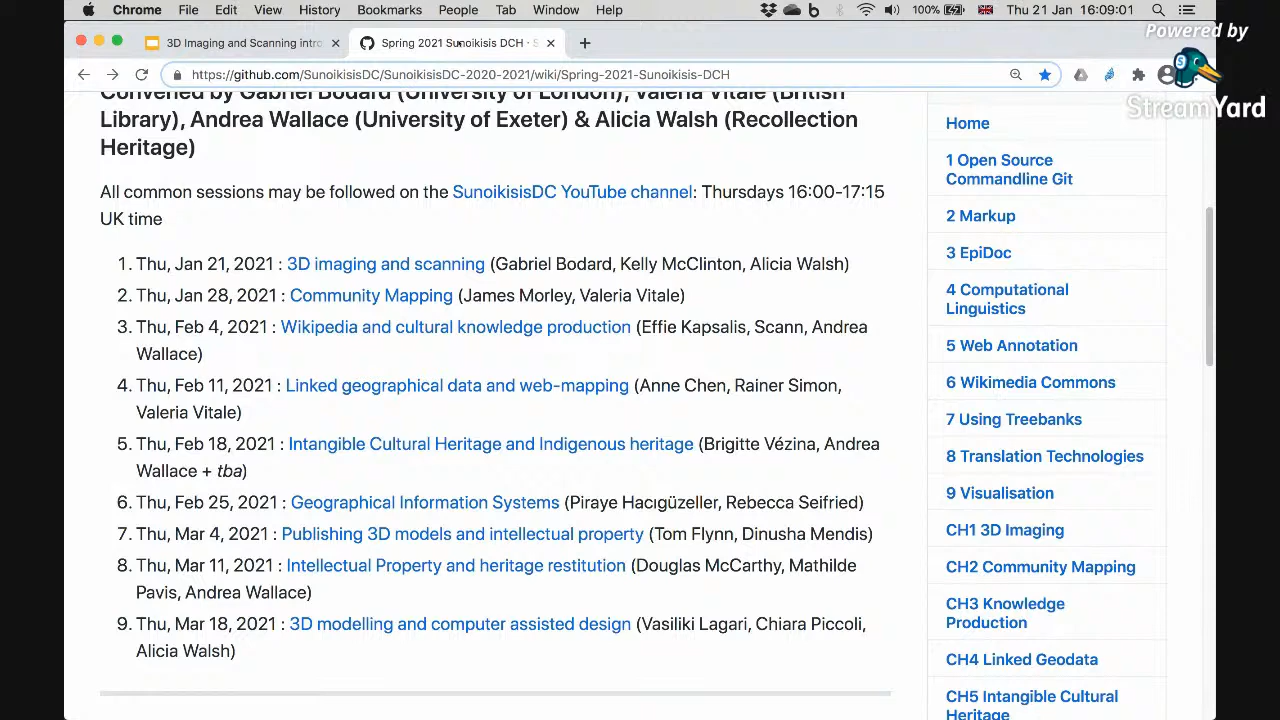 Chrome File Edit View History Bookmarks People Tab Window Help 100% Thu 21 Jan 16:09:01
Powered by
StreamYard
3D Imaging and Scanning intro
Spring 2021 Sunoikisis DCH · S
https://github.com/SunoikisisDC/SunoikisisDC-2020-2021/wiki/Spring-2021-Sunoikisis-DCH
Convened by Gabriel Bodard (University of London), Valeria Vitale (British
Library), Andrea Wallace (University of Exeter) & Alicia Walsh (Recollection
Heritage)
All common sessions may be followed on the SunoikisisDC YouTube channel: Thursdays 16:00-17:15
UK time
1. Thu, Jan 21, 2021 : 3D imaging and scanning (Gabriel Bodard, Kelly McClinton, Alicia Walsh)
2. Thu, Jan 28, 2021 : Community Mapping (James Morley, Valeria Vitale)
3. Thu, Feb 4, 2021 : Wikipedia and cultural knowledge production (Effie Kapsalis, Scann, Andrea
Wallace)
4. Thu, Feb 11, 2021 : Linked geographical data and web-mapping (Anne Chen, Rainer Simon,
Valeria Vitale)
5. Thu, Feb 18, 2021 : Intangible Cultural Heritage and Indigenous heritage (Brigitte Vézina, Andrea
Wallace + tba)
6. Thu, Feb 25, 2021 : Geographical Information Systems (Piraye Hacıgüzeller, Rebecca Seifried)
7. Thu, Mar 4, 2021 : Publishing 3D models and intellectual property (Tom Flynn, Dinusha Mendis)
8. Thu, Mar 11, 2021 : Intellectual Property and heritage restitution (Douglas McCarthy, Mathilde
Pavis, Andrea Wallace)
9. Thu, Mar 18, 2021 : 3D modelling and computer assisted design (Vasiliki Lagari, Chiara Piccoli,
Alicia Walsh)
Home
1 Open Source
Commandline Git
2 Markup
3 EpiDoc
4 Computational
Linguistics
5 Web Annotation
6 Wikimedia Commons
7 Using Treebanks
8 Translation Technologies
9 Visualisation
CH1 3D Imaging
CH2 Community Mapping
CH3 Knowledge
Production
CH4 Linked Geodata
CH5 Intangible Cultural
Heritage